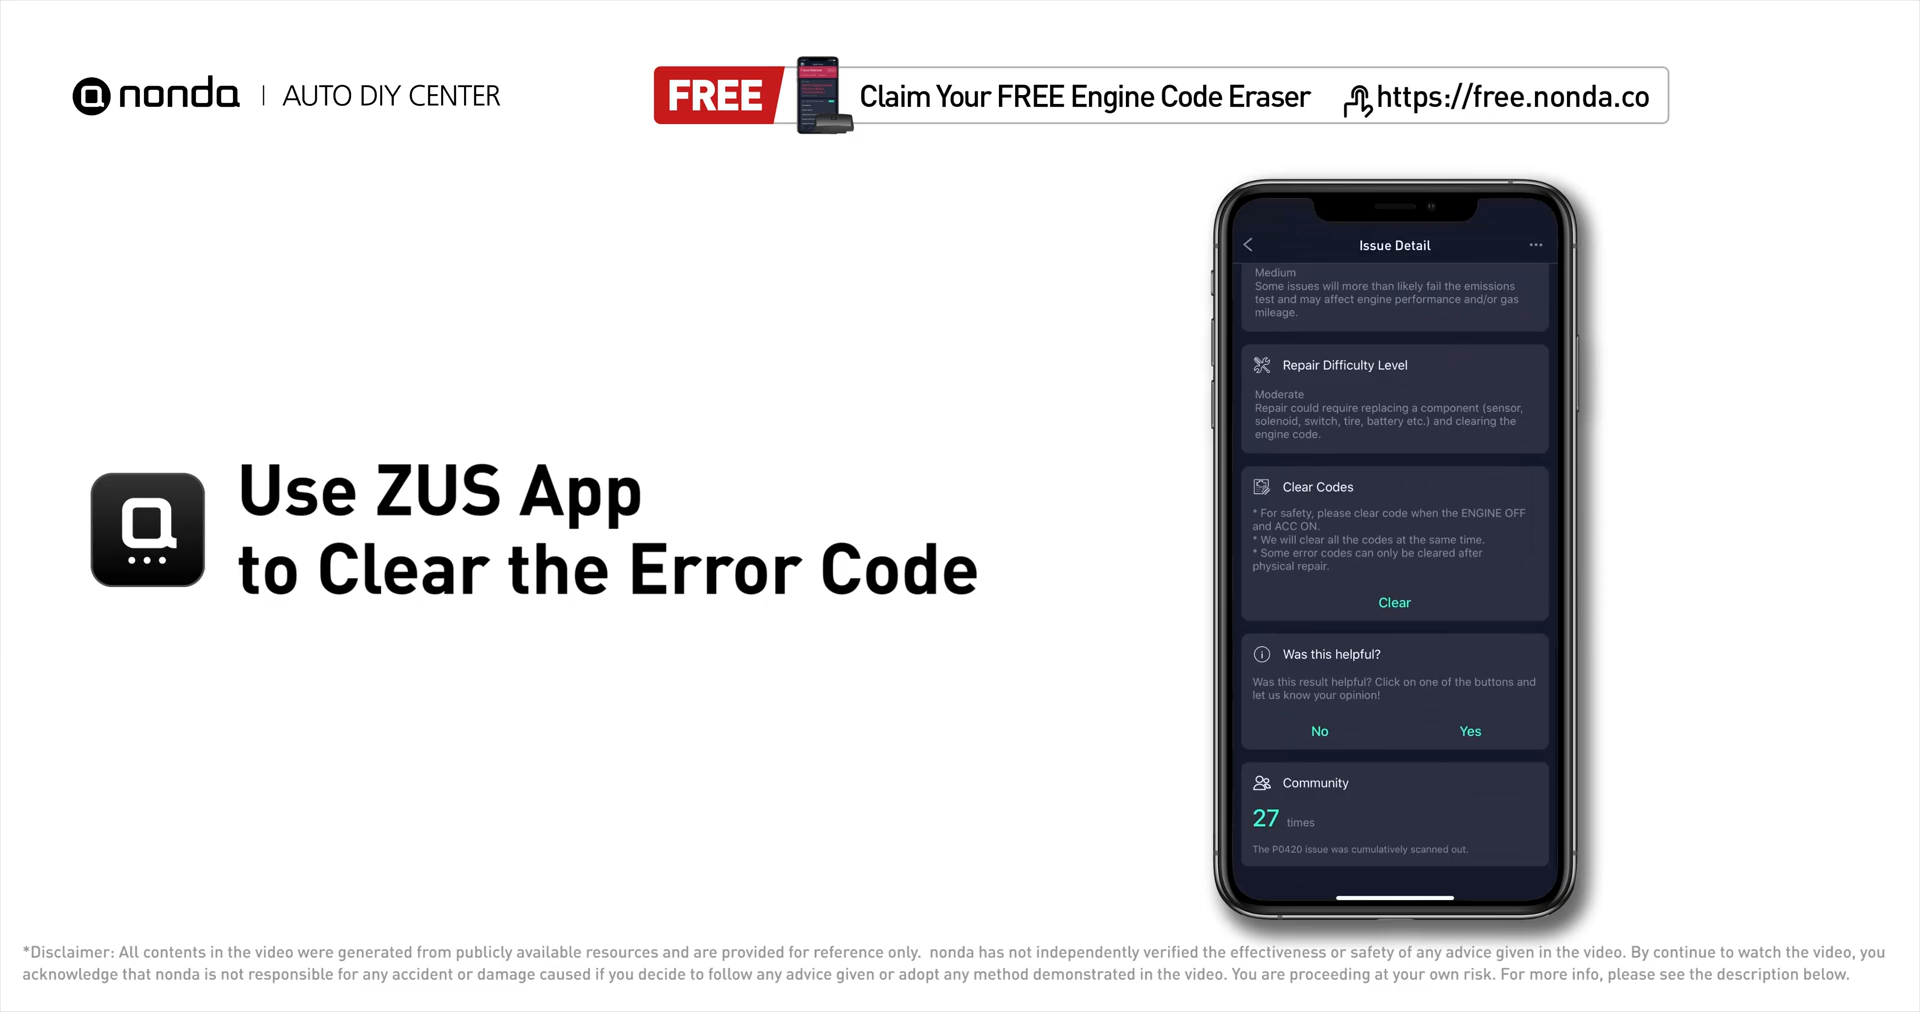 nonda | AUTO DIY CENTER
FREE Claim Your FREE Engine Code Eraser https://free.nonda.co
Use ZUS App
to Clear the Error Code
Issue Detail
Medium
Some issues will more than likely fail the emissions
test and may affect engine performance and/or gas
mileage.
Repair Difficulty Level
Moderate
Repair could require replacing a component (sensor,
solenoid, switch, tire, battery etc.) and clearing the
engine code.
Clear Codes
* For safety, please clear code when the ENGINE OFF
and ACC ON.
* We will clear all the codes at the same time.
* Some error codes can only be cleared after
physical repair.
Clear
Was this helpful?
Was this result helpful? Click on one of the buttons and
let us know your opinion!
No Yes
Community
27 times
The P0420 issue was cumulatively scanned out.
*Disclaimer: All contents in the video were generated from publicly available resources and are provided for reference only. nonda has not independently verified the effectiveness or safety of any advice given in the video. By continue to watch the video, you
acknowledge that nonda is not responsible for any accident or damage caused if you decide to follow any advice given or adopt any method demonstrated in the video. You are proceeding at your own risk. For more info, please see the description below.